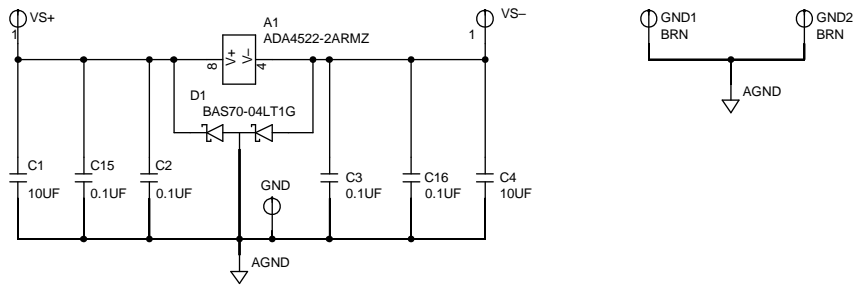 VS+
1
A1
ADA4522-2ARMZ
8
V+
V–
4
VS–
1
GND1
BRN
GND2
BRN
AGND
D1
BAS70-04LT1G
C1
10UF
C15
0.1UF
C2
0.1UF
GND
C3
0.1UF
C16
0.1UF
C4
10UF
AGND